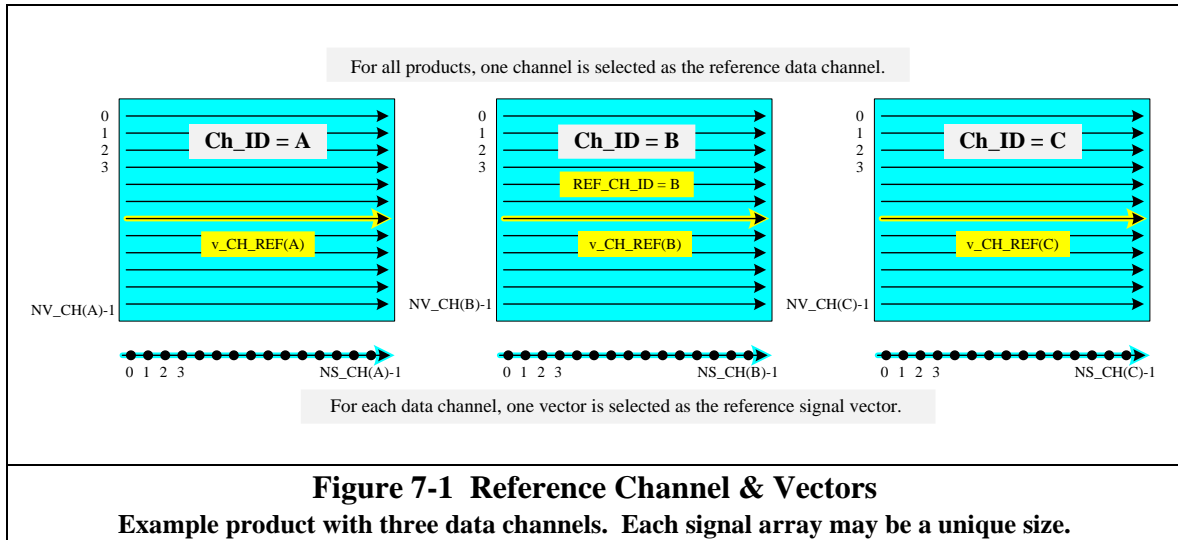 For all products, one channel is selected as the reference data channel.
0
1
2
3
Ch_ID = A
v_CH_REF(A)
NV_CH(A)-1
0 1 2 3 NS_CH(A)-1
0
1
2
3
Ch_ID = B
REF_CH_ID = B
v_CH_REF(B)
NV_CH(B)-1
0 1 2 3 NS_CH(B)-1
0
1
2
3
Ch_ID = C
v_CH_REF(C)
NV_CH(C)-1
0 1 2 3 NS_CH(C)-1
For each data channel, one vector is selected as the reference signal vector.
Figure 7-1 Reference Channel & Vectors
Example product with three data channels. Each signal array may be a unique size.